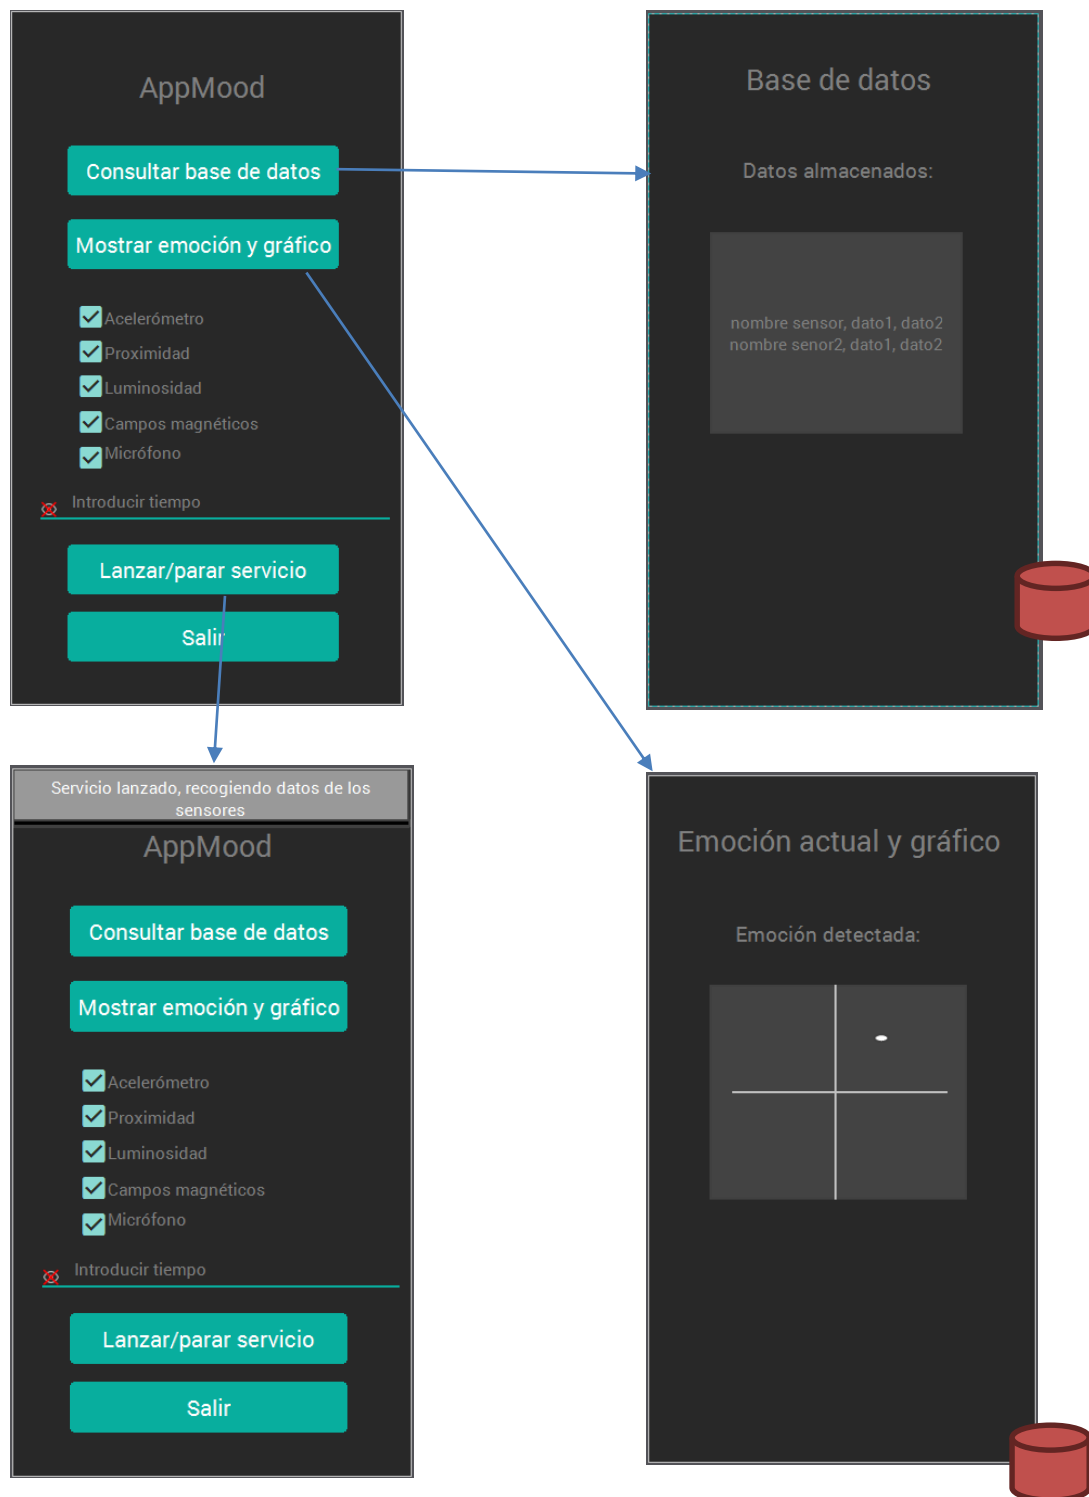 AppMood
Consultar base de datos
Mostrar emoción y gráfico
Acelerómetro
Proximidad
Luminosidad
Campos magnéticos
Micrófono
Introducir tiempo
Lanzar/parar servicio
Salir
Base de datos
Datos almacenados:
nombre sensor, dato1, dato2
nombre senor2, dato1, dato2
Servicio lanzado, recogiendo datos de los
sensores
AppMood
Consultar base de datos
Mostrar emoción y gráfico
Acelerómetro
Proximidad
Luminosidad
Campos magnéticos
Micrófono
Introducir tiempo
Lanzar/parar servicio
Salir
Emoción actual y gráfico
Emoción detectada: